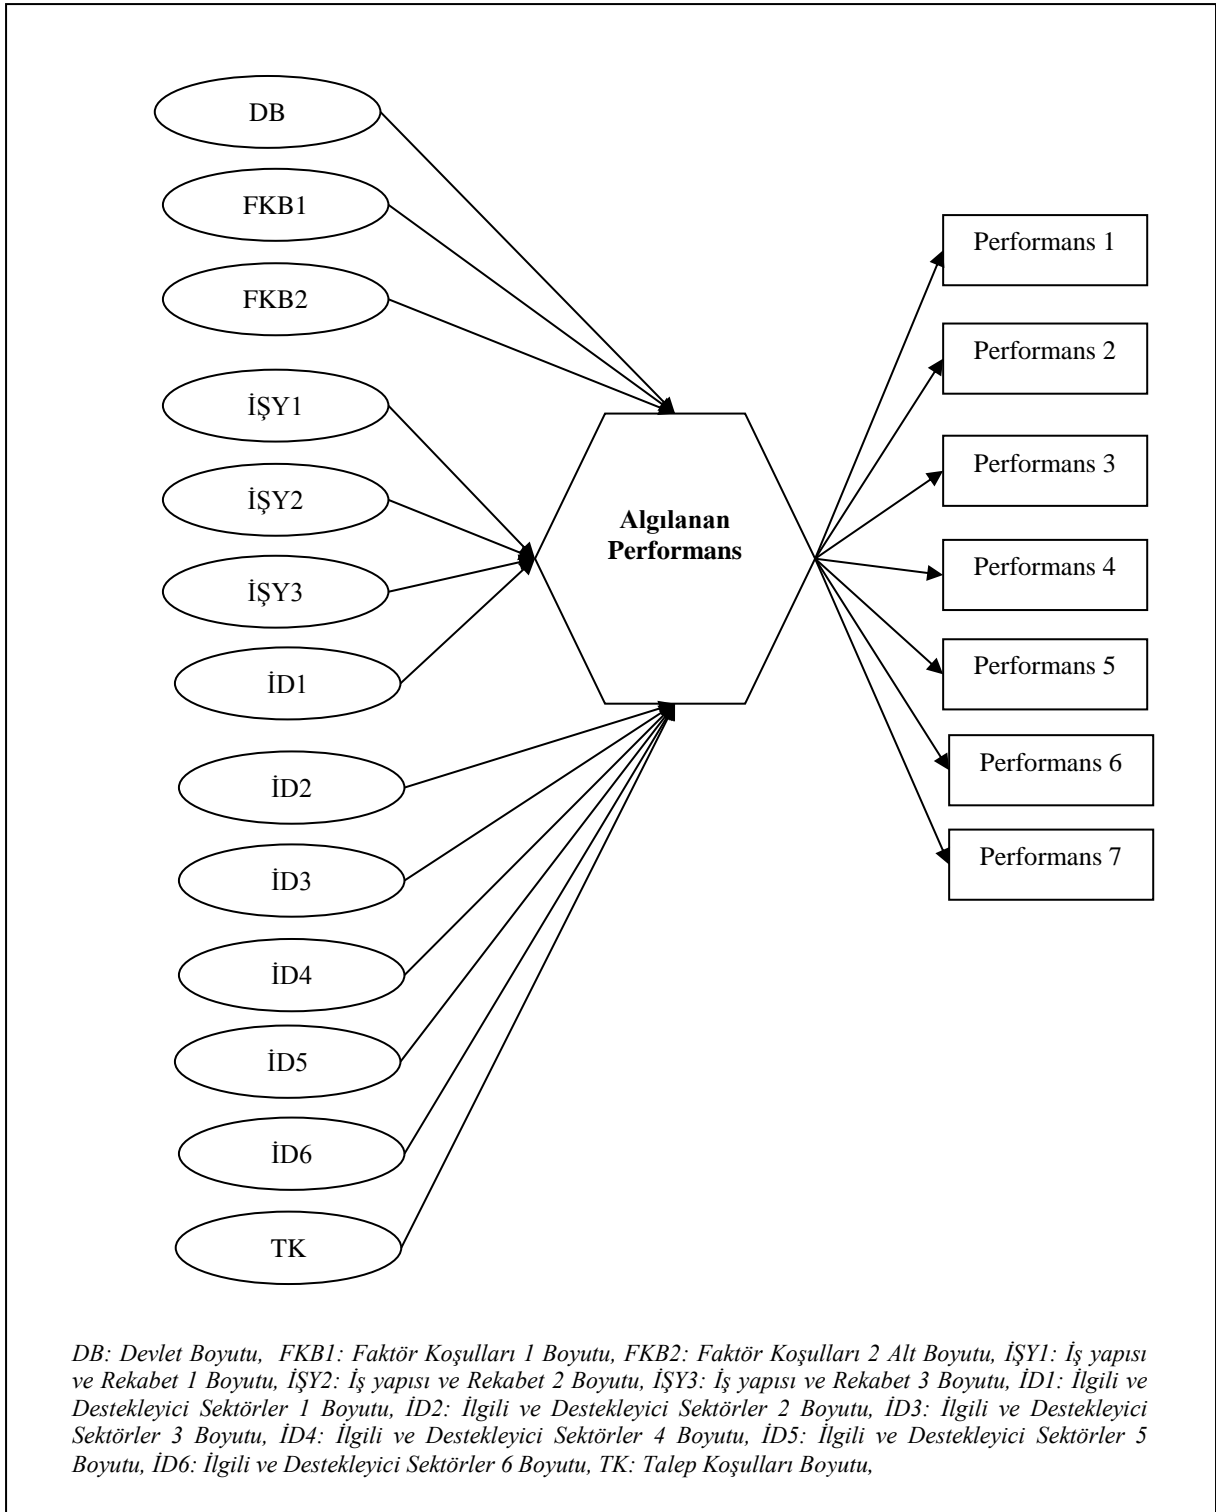 DB
FKB1
FKB2
İŞY1
İŞY2
İŞY3
İD1
İD2
İD3
İD4
İD5
İD6
TK
Algılanan
Performans
Performans 1
Performans 2
Performans 3
Performans 4
Performans 5
Performans 6
Performans 7
DB: Devlet Boyutu, FKB1: Faktör Koşulları 1 Boyutu, FKB2: Faktör Koşulları 2 Alt Boyutu, İŞY1: İş yapısı
ve Rekabet 1 Boyutu, İŞY2: İş yapısı ve Rekabet 2 Boyutu, İŞY3: İş yapısı ve Rekabet 3 Boyutu, İD1: İlgili ve
Destekleyici Sektörler 1 Boyutu, İD2: İlgili ve Destekleyici Sektörler 2 Boyutu, İD3: İlgili ve Destekleyici
Sektörler 3 Boyutu, İD4: İlgili ve Destekleyici Sektörler 4 Boyutu, İD5: İlgili ve Destekleyici Sektörler 5
Boyutu, İD6: İlgili ve Destekleyici Sektörler 6 Boyutu, TK: Talep Koşulları Boyutu,